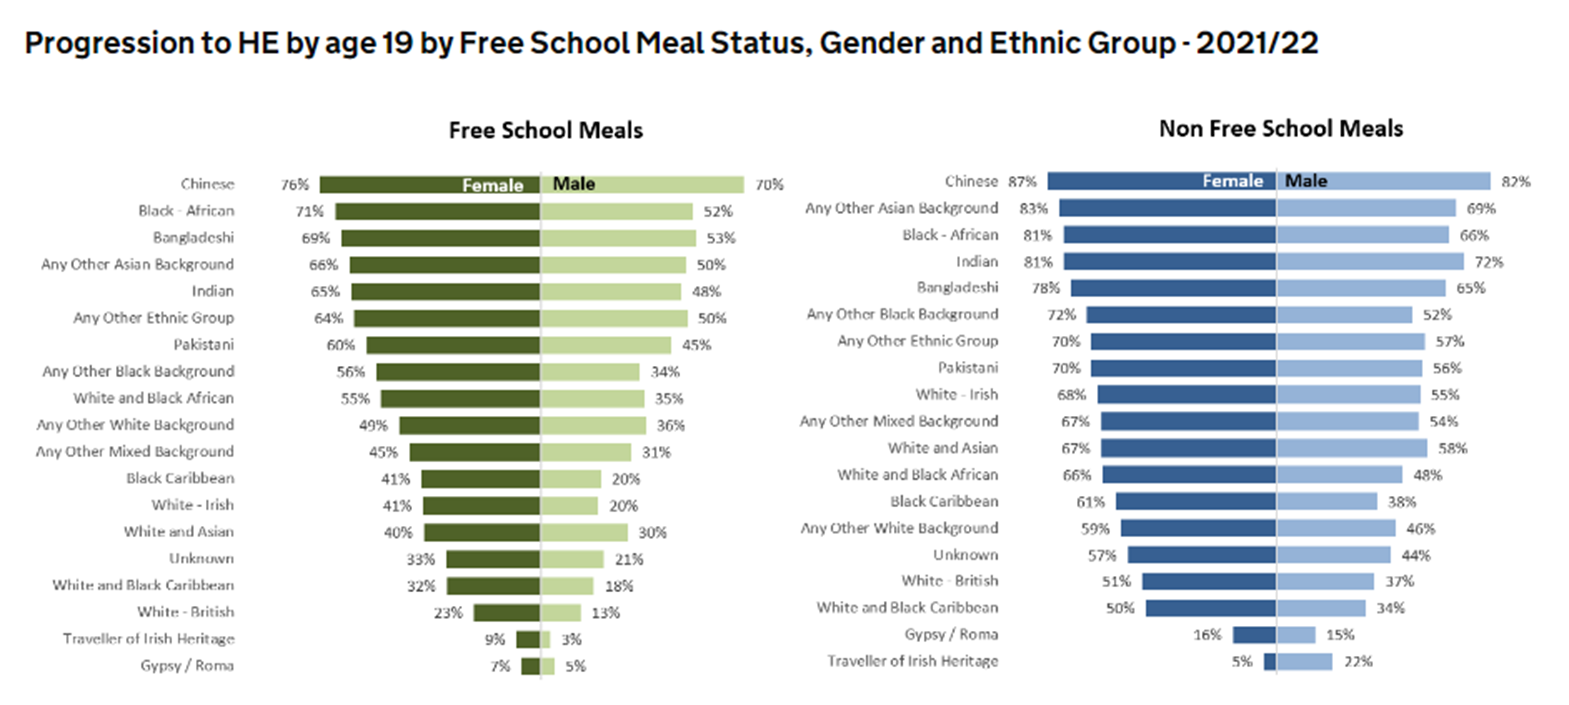 Progression to HE by age 19 by Free School Meal Status, Gender and Ethnic Group - 2021/22
Free School Meals
Chinese 76% Female Male 70%
Black - African 71% 52%
Bangladeshi 69% 53%
Any Other Asian Background 66% 50%
Indian 65% 48%
Any Other Ethnic Group 64% 50%
Pakistani 60% 45%
Any Other Black Background 56% 34%
White and Black African 55% 35%
Any Other White Background 49% 36%
Any Other Mixed Background 45% 31%
Black Caribbean 41% 20%
White - Irish 41% 20%
White and Asian 40% 30%
Unknown 33% 21%
White and Black Caribbean 32% 18%
White - British 23% 13%
Traveller of Irish Heritage 9% 3%
Gypsy / Roma 7% 5%
Non Free School Meals
Chinese 87% Female Male 82%
Any Other Asian Background 83% 69%
Black - African 81% 66%
Indian 81% 72%
Bangladeshi 78% 65%
Any Other Black Background 72% 52%
Any Other Ethnic Group 70% 57%
Pakistani 70% 56%
White - Irish 68% 55%
Any Other Mixed Background 67% 54%
White and Asian 67% 58%
White and Black African 66% 48%
Black Caribbean 61% 38%
Any Other White Background 59% 46%
Unknown 57% 44%
White - British 51% 37%
White and Black Caribbean 50% 34%
Gypsy / Roma 16% 15%
Traveller of Irish Heritage 5% 22%